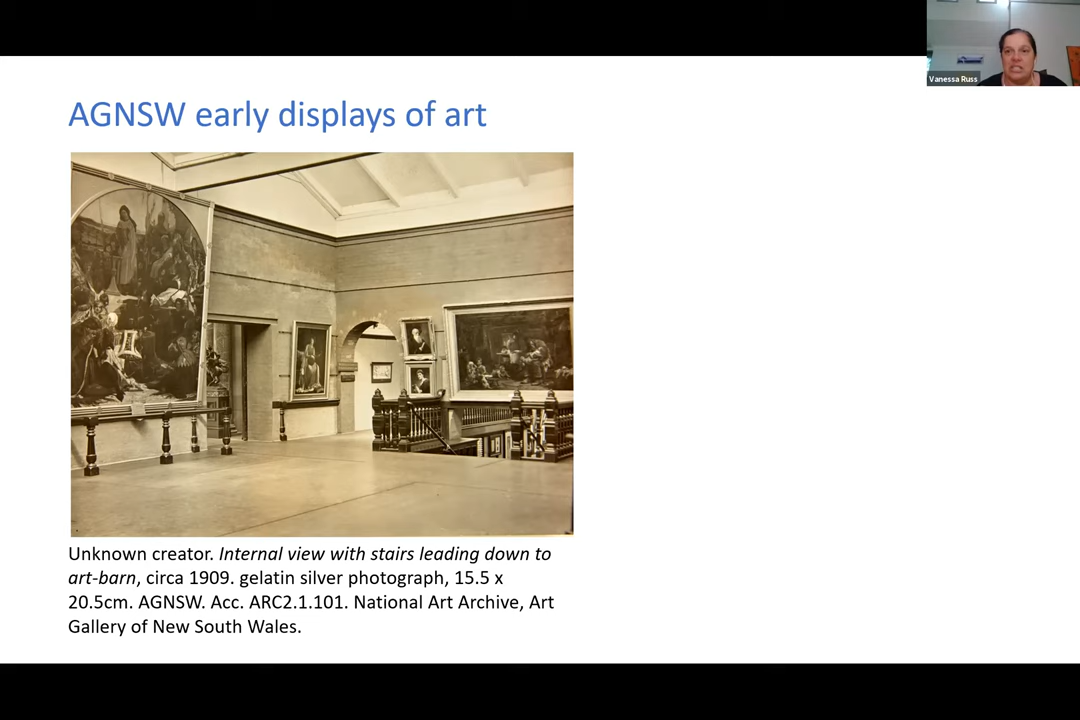 Vanessa Russ
AGNSW early displays of art
Unknown creator. Internal view with stairs leading down to
art-barn, circa 1909. gelatin silver photograph, 15.5 x
20.5cm. AGNSW. Acc. ARC2.1.101. National Art Archive, Art
Gallery of New South Wales.